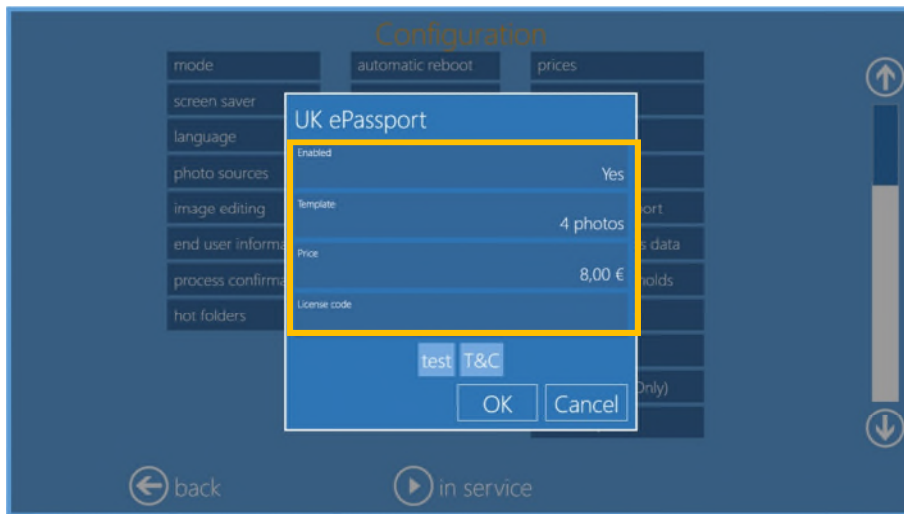 Configuration
mode
automatic reboot
prices
screen saver
language
photo sources
image editing
end user informa
process confirma
hot folders
ort
s data
holds
Only)
UK ePassport
Enabled
Yes
Template
4 photos
Price
8,00 €
License code
test
T&C
OK
Cancel
back
in service